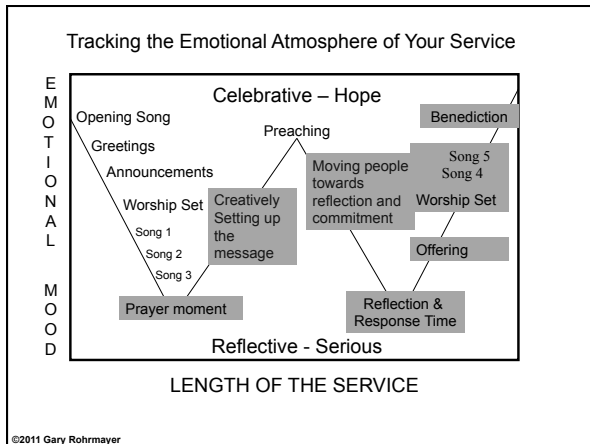 Tracking the Emotional Atmosphere of Your Service
EMOTIONAL MOOD
Celebrative – Hope
Opening Song
Greetings
Announcements
Worship Set
Song 1
Song 2
Song 3
Prayer moment
Creatively
Setting up
the
message
Preaching
Moving people
towards
reflection and
commitment
Reflection &
Response Time
Benediction
Song 5
Song 4
Worship Set
Offering
Reflective - Serious
LENGTH OF THE SERVICE
©2011 Gary Rohrmayer